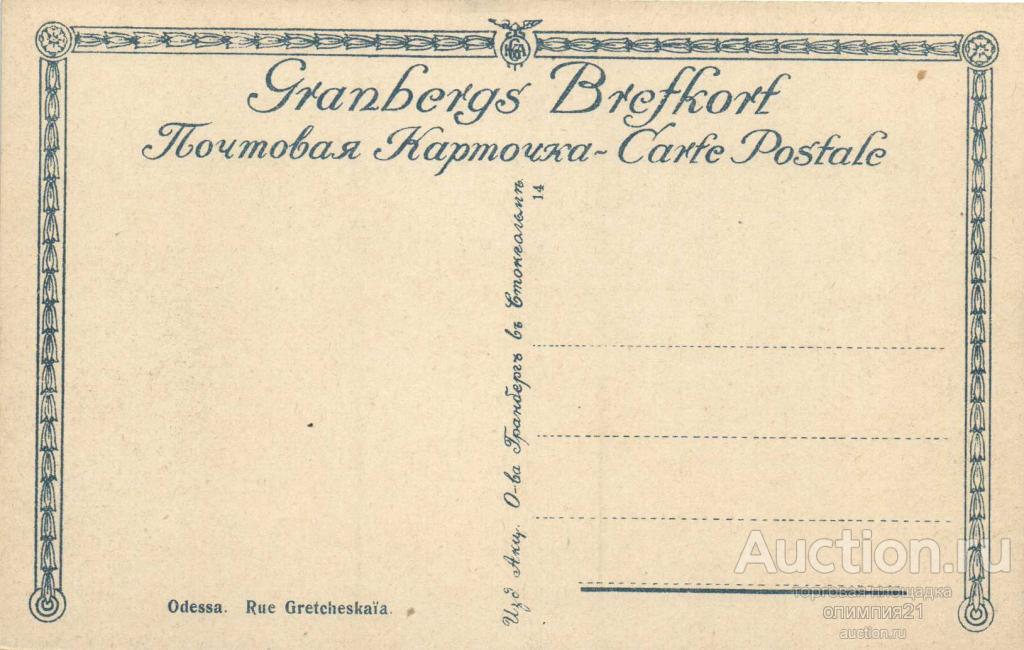 Granbergs Brefkort
Почтовая Карточка - Carte Postale
Изд. Акц. О-ва Гранбергъ въ Стокгольмѣ
14
Odessa. Rue Gretcheskaïa.
Auction.ru
торговая площадка
олимпия21
auction.ru